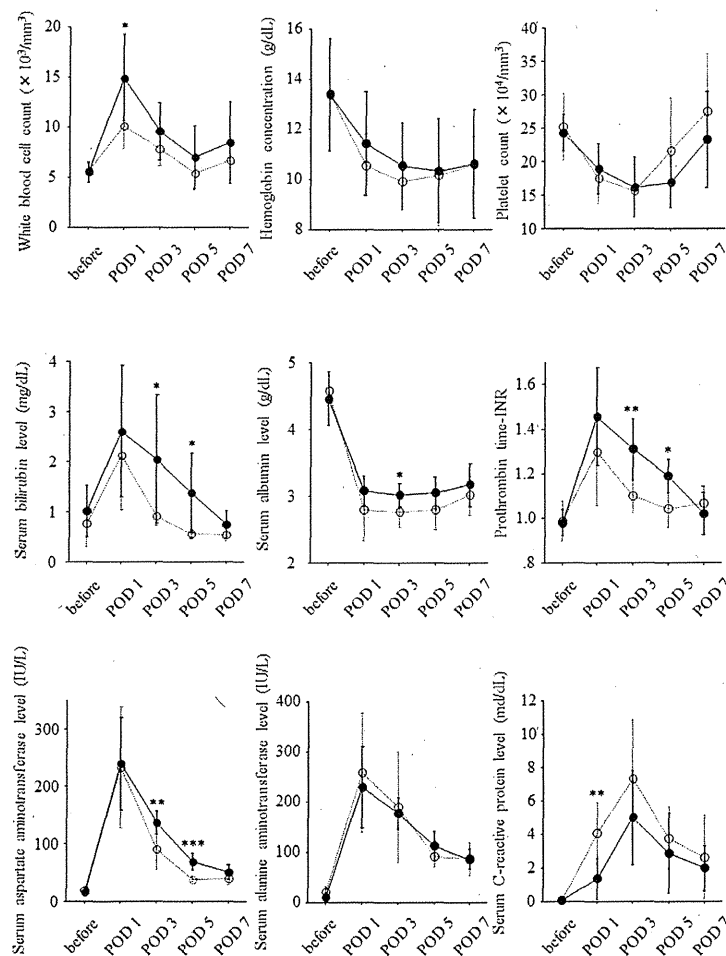 White blood cell count (× 10³/mm³)
20
15
10
5
0
*
before
POD 1
POD 3
POD 5
POD 7
Hemoglobin concentration (g/dL)
16
14
12
10
8
before
POD 1
POD 3
POD 5
POD 7
Platelet count (× 10⁴/mm³)
40
35
30
25
20
15
10
before
POD 1
POD 3
POD 5
POD 7
Serum bilirubin level (mg/dL)
4
3
2
1
0
*
*
before
POD 1
POD 3
POD 5
POD 7
Serum albumin level (g/dL)
5
4
3
2
*
before
POD 1
POD 3
POD 5
POD 7
Prothrombin time-INR
1.6
1.4
1.2
1.0
.8
**
*
before
POD 1
POD 3
POD 5
POD 7
Serum aspartate aminotransferase level (IU/L)
300
200
100
0
**
***
before
POD 1
POD 3
POD 5
POD 7
Serum alanine aminotransferase level (IU/L)
400
300
200
100
0
before
POD 1
POD 3
POD 5
POD 7
Serum C-reactive protein level (md/dL)
12
10
8
6
4
2
0
**
before
POD 1
POD 3
POD 5
POD 7